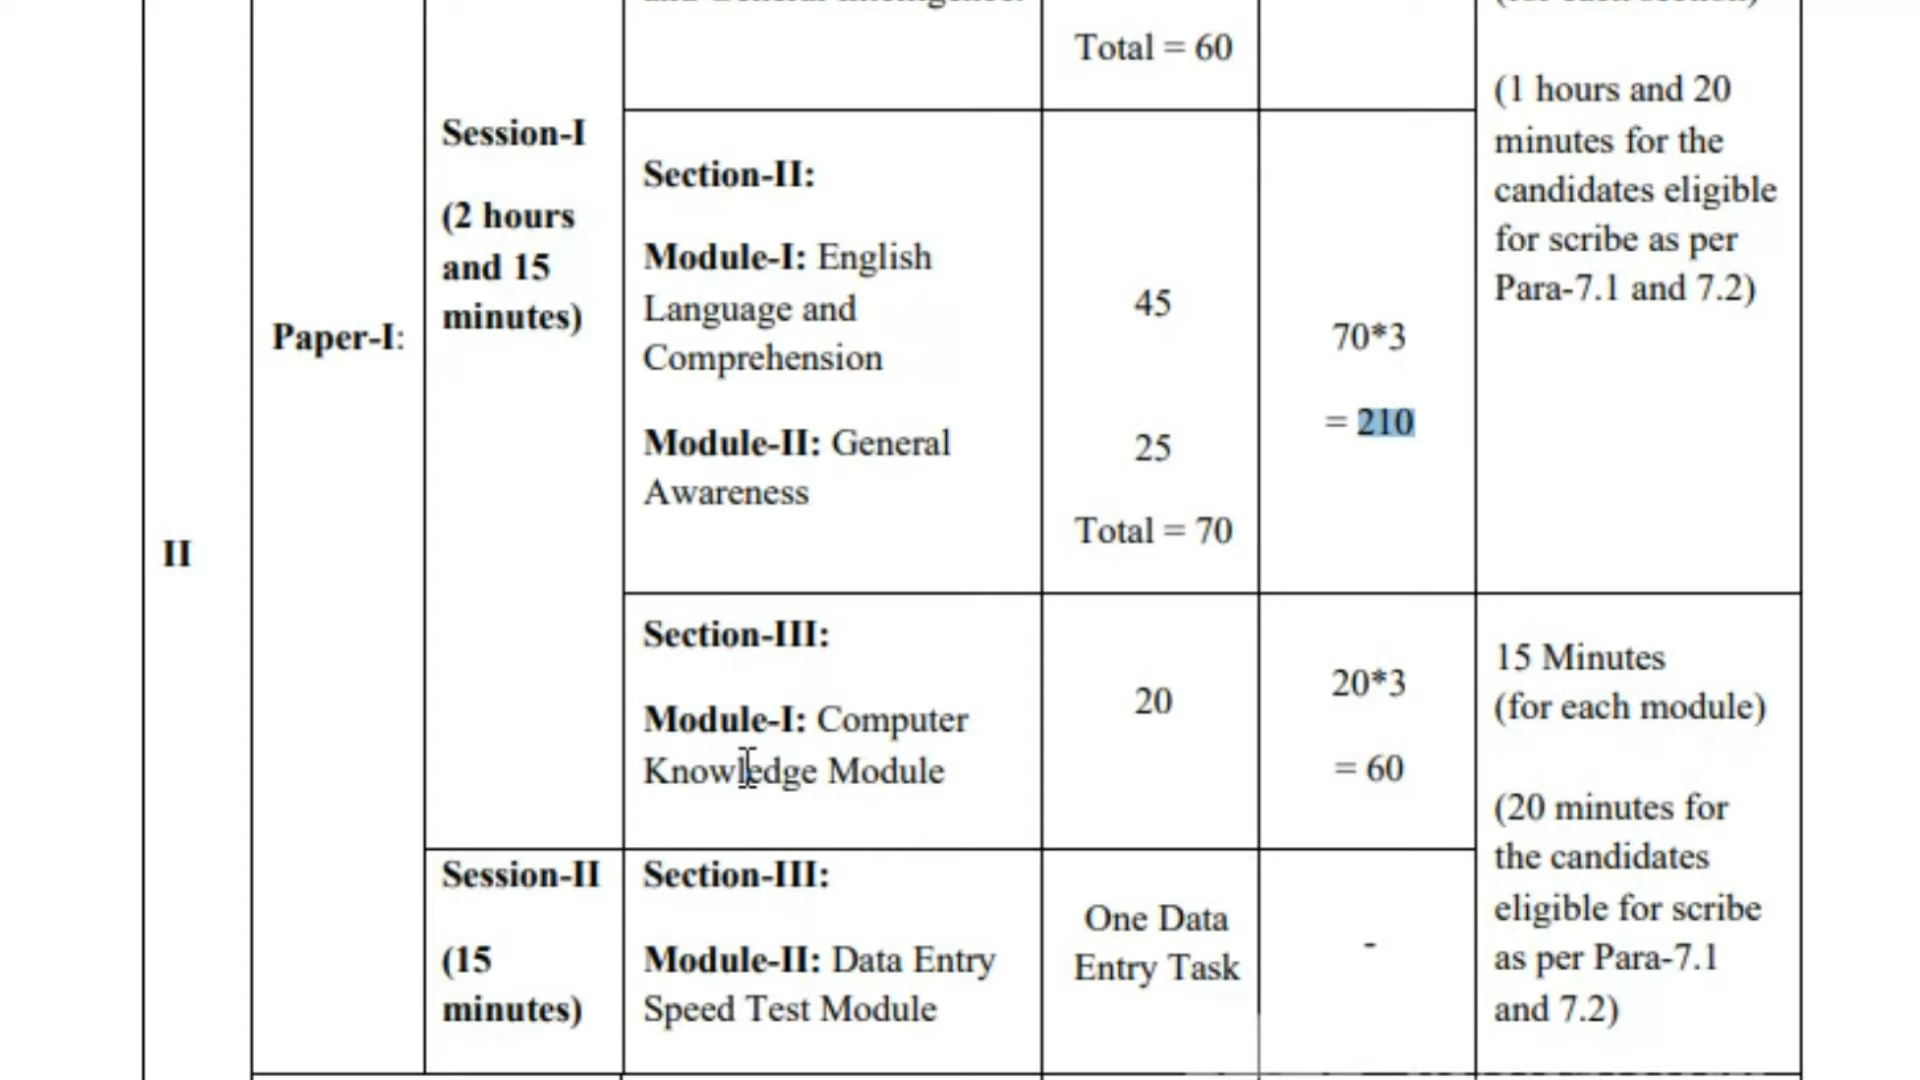 Total = 60
(1 hours and 20
minutes for the
candidates eligible
for scribe as per
Para-7.1 and 7.2)
II
Paper-I:
Session-I
(2 hours
and 15
minutes)
Section-II:
Module-I: English
Language and
Comprehension
Module-II: General
Awareness
45
25
Total = 70
70*3
= 210
Section-III:
Module-I: Computer
Knowledge Module
20
20*3
= 60
15 Minutes
(for each module)
(20 minutes for
the candidates
eligible for scribe
as per Para-7.1
and 7.2)
Session-II
(15
minutes)
Section-III:
Module-II: Data Entry
Speed Test Module
One Data
Entry Task
-